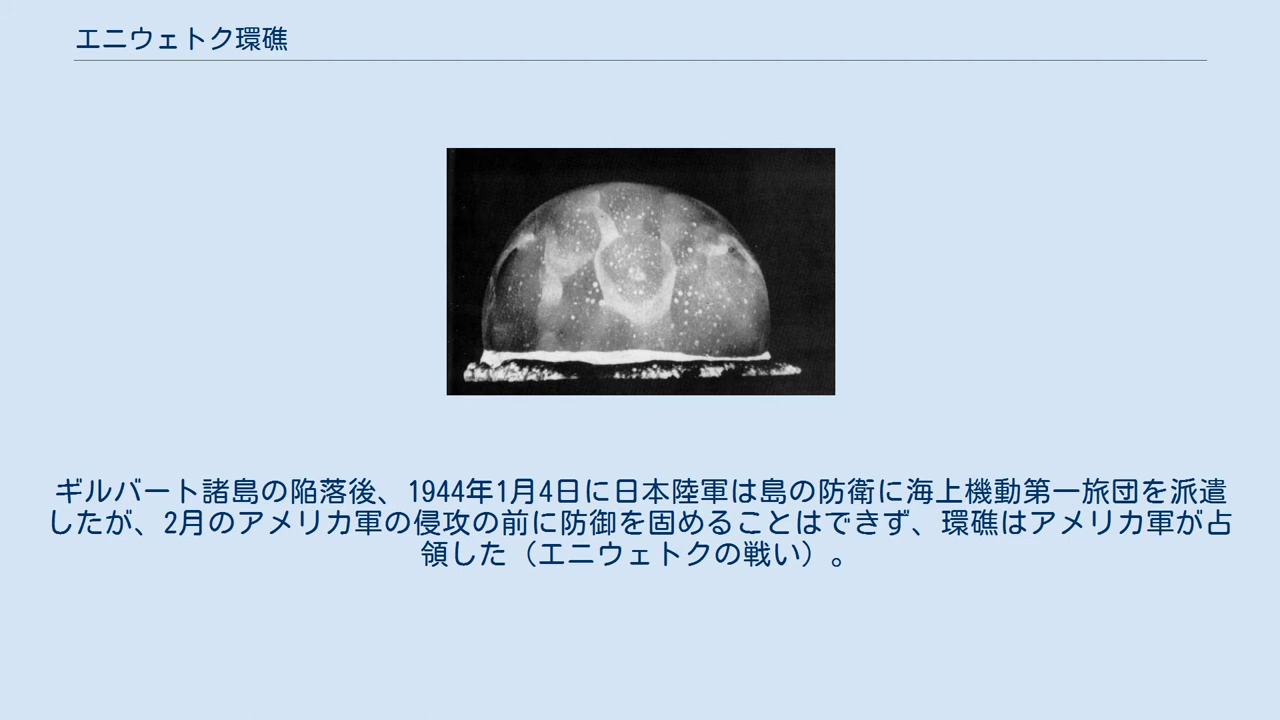 エニウェトク環礁
ギルバート諸島の陥落後、1944年1月4日に日本陸軍は島の防衛に海上機動第一旅団を派遣
したが、2月のアメリカ軍の侵攻の前に防御を固めることはできず、環礁はアメリカ軍が占
領した（エニウェトクの戦い）。